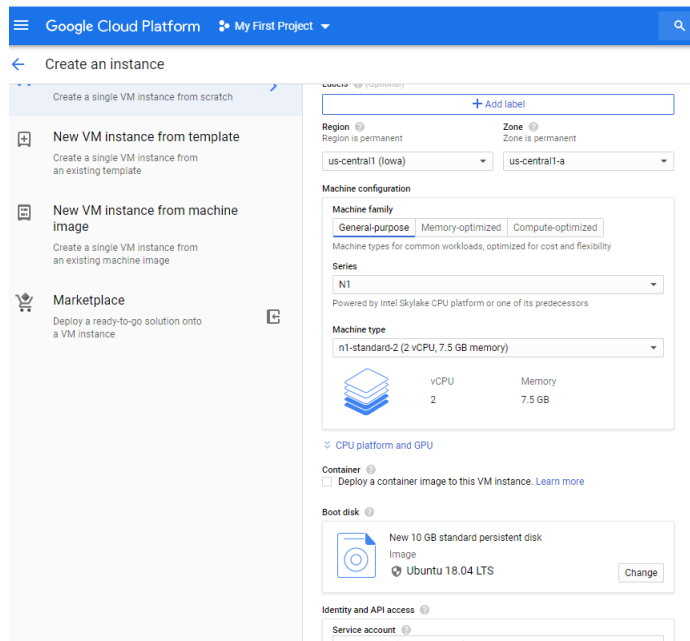 Google Cloud Platform
My First Project
Create an instance
Create a single VM instance from scratch
New VM instance from template
Create a single VM instance from
an existing template
New VM instance from machine
image
Create a single VM instance from
an existing machine image
Marketplace
Deploy a ready-to-go solution onto
a VM instance
Labels (Optional)
Add label
Region
Region is permanent
us-central1 (Iowa)
Zone
Zone is permanent
us-central1-a
Machine configuration
Machine family
General-purpose
Memory-optimized
Compute-optimized
Machine types for common workloads, optimized for cost and flexibility
Series
N1
Powered by Intel Skylake CPU platform or one of its predecessors
Machine type
n1-standard-2 (2 vCPU, 7.5 GB memory)
vCPU
2
Memory
7.5 GB
CPU platform and GPU
Container
Deploy a container image to this VM instance. Learn more
Boot disk
New 10 GB standard persistent disk
Image
Ubuntu 18.04 LTS
Change
Identity and API access
Service account